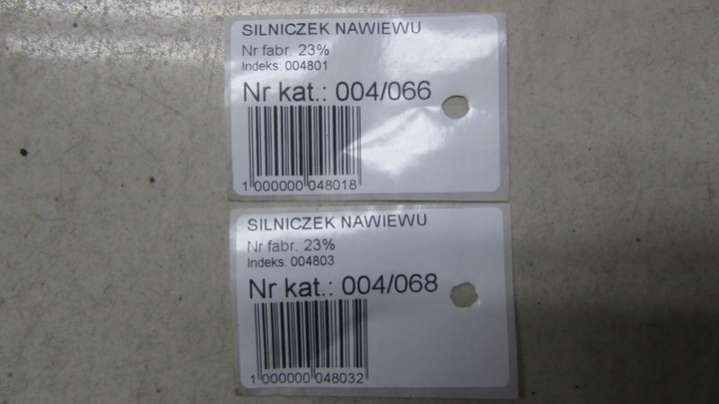 SILNICZEK NAWIEWU
Nr fabr. 23%
Indeks: 004801
Nr kat.: 004/066
1 000000 048018
SILNICZEK NAWIEWU
Nr fabr. 23%
Indeks: 004803
Nr kat.: 004/068
1 000000 048032